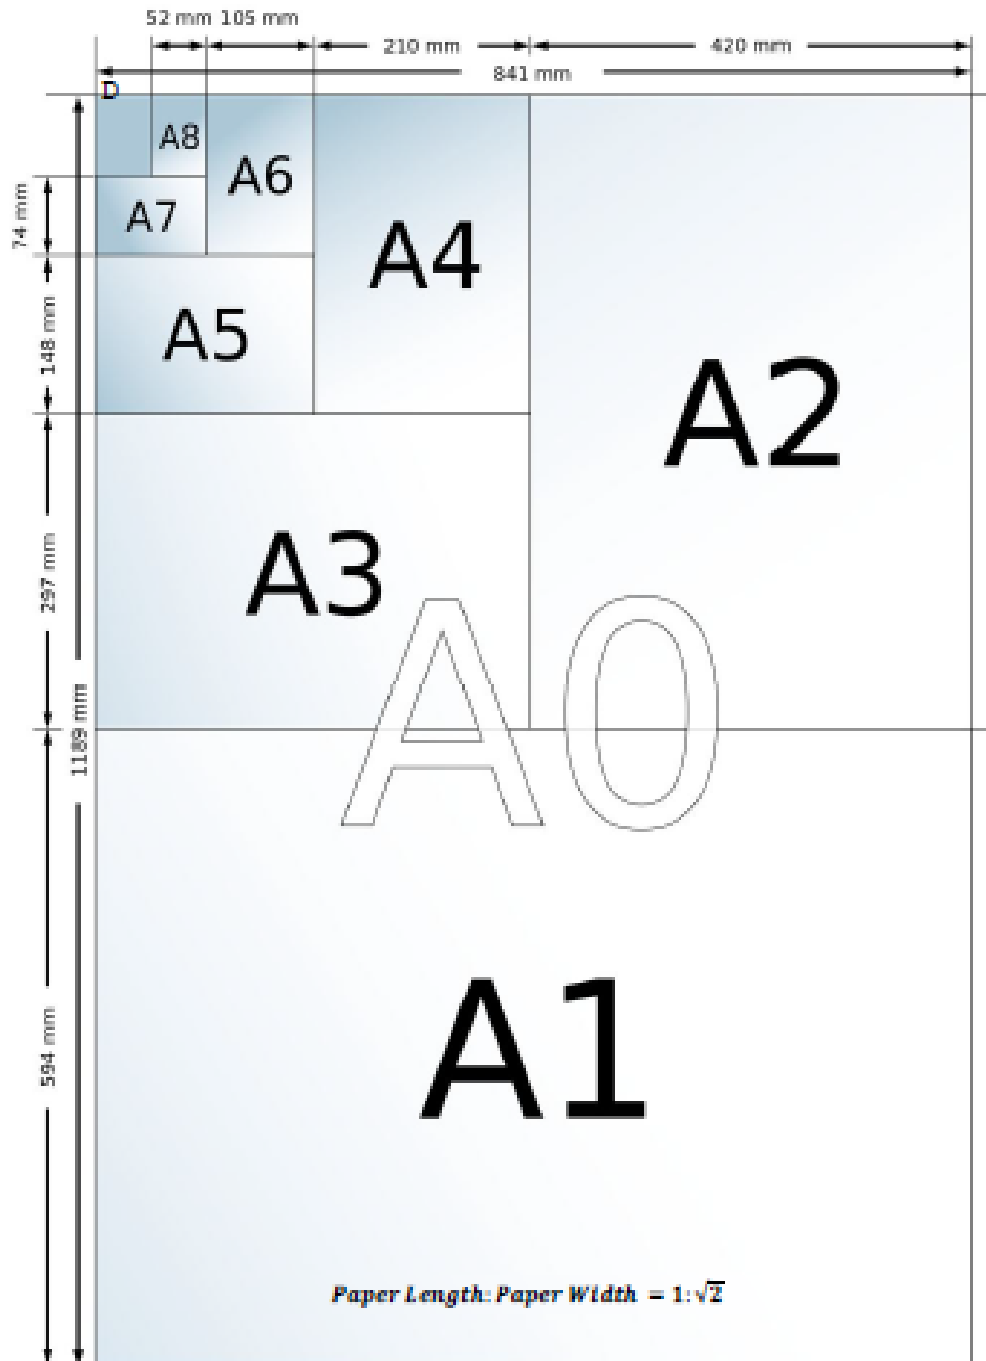 52 mm 105 mm
210 mm
420 mm
841 mm
D
A8
A6
A7
74 mm
A4
A5
148 mm
A2
A3
297 mm
A0
1189 mm
A1
594 mm
Paper Length: Paper Width = 1:√2